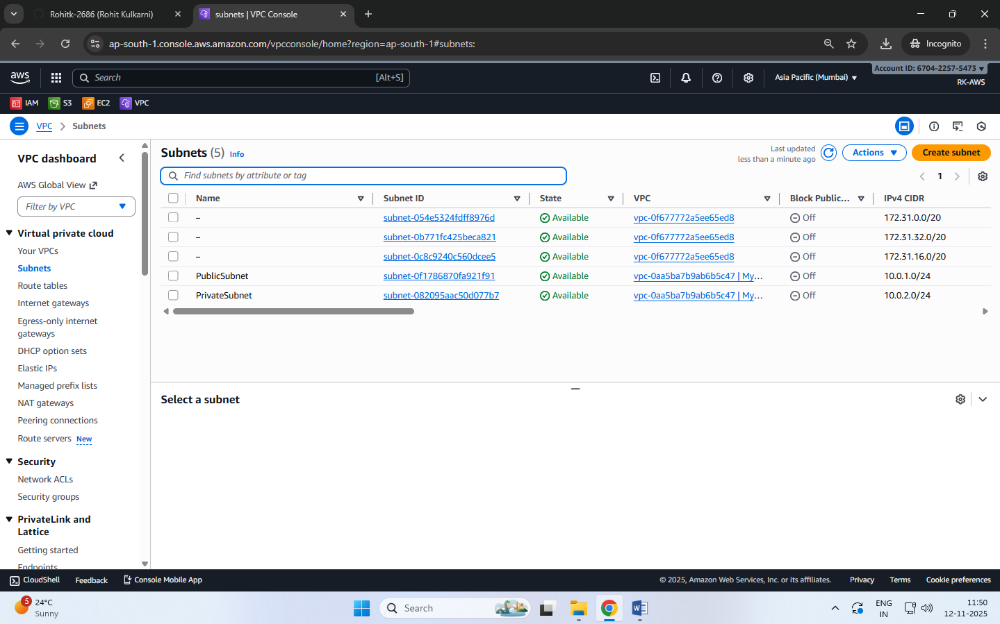 Rohitk-2686 (Rohit Kulkarni)
subnets | VPC Console
ap-south-1.console.aws.amazon.com/vpcconsole/home?region=ap-south-1#subnets:
Incognito
aws
Search [Alt+S]
Asia Pacific (Mumbai)
Account ID: 6704-2257-5473
RK-AWS
IAM S3 EC2 VPC
VPC Subnets
VPC dashboard
AWS Global View
Filter by VPC
Virtual private cloud
Your VPCs
Subnets
Route tables
Internet gateways
Egress-only internet
gateways
DHCP option sets
Elastic IPs
Managed prefix lists
NAT gateways
Peering connections
Route servers New
Security
Network ACLs
Security groups
PrivateLink and
Lattice
Getting started
Endpoints
Subnets (5) Info
Last updated
less than a minute ago
Actions
Create subnet
Find subnets by attribute or tag
1
Name Subnet ID State VPC Block Public... IPv4 CIDR
– subnet-054e5324fdff8976d Available vpc-0f677772a5ee65ed8 Off 172.31.0.0/20
– subnet-0b771fc425beca821 Available vpc-0f677772a5ee65ed8 Off 172.31.32.0/20
– subnet-0c8c9240c560dcee5 Available vpc-0f677772a5ee65ed8 Off 172.31.16.0/20
PublicSubnet subnet-0f1786870fa921f91 Available vpc-0aa5ba7b9ab6b5c47 | My... Off 10.0.1.0/24
PrivateSubnet subnet-082095aac50d077b7 Available vpc-0aa5ba7b9ab6b5c47 | My... Off 10.0.2.0/24
Select a subnet
CloudShell Feedback Console Mobile App
© 2025, Amazon Web Services, Inc. or its affiliates. Privacy Terms Cookie preferences
5
24°C
Sunny
Search
W
ENG
IN
11:50
12-11-2025